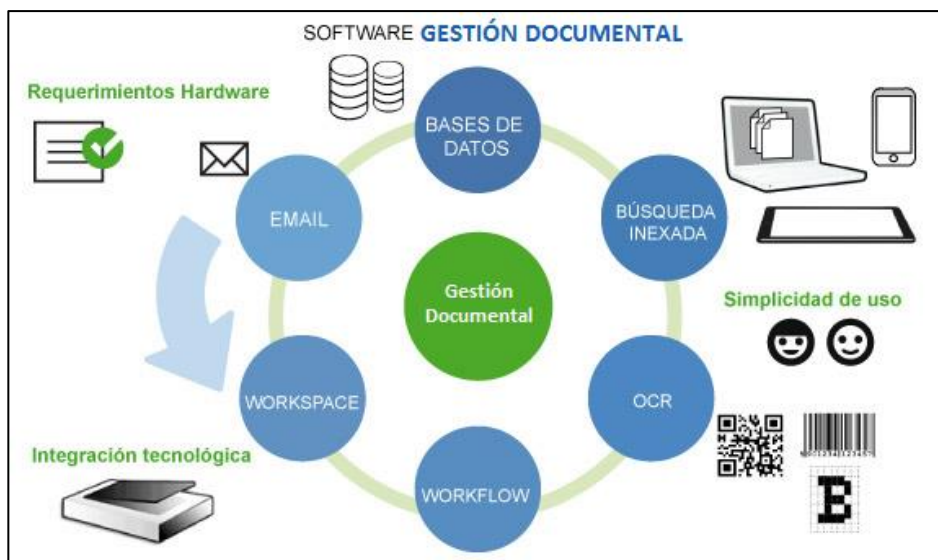 SOFTWARE GESTIÓN DOCUMENTAL
Requerimientos Hardware
BASES DE
DATOS
EMAIL
BÚSQUEDA
INEXADA
Gestión
Documental
Simplicidad de uso
WORKSPACE
OCR
Integración tecnológica
WORKFLOW
B